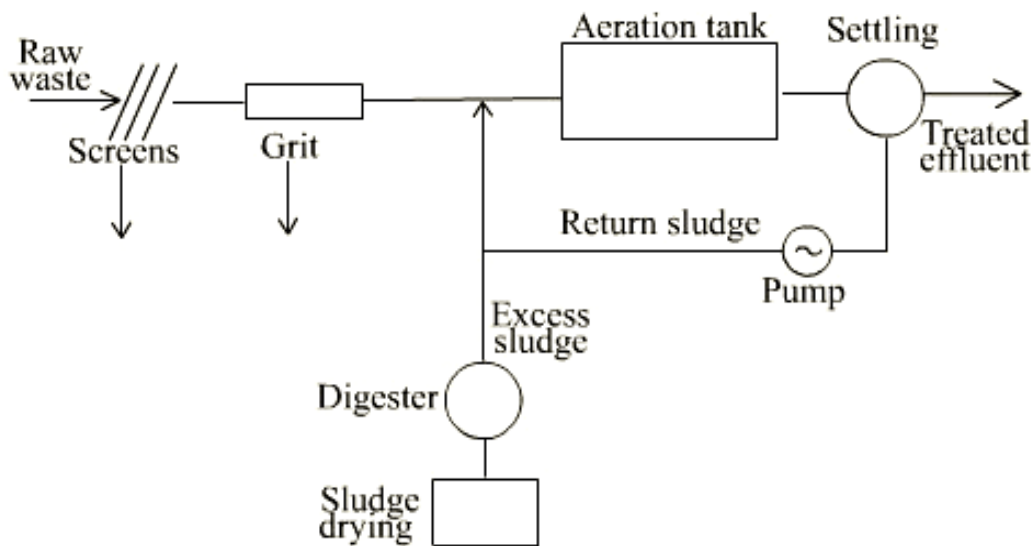 Raw
waste
Screens
Grit
Aeration tank
Settling
Treated
effluent
Return sludge
Pump
Excess
sludge
Digester
Sludge
drying